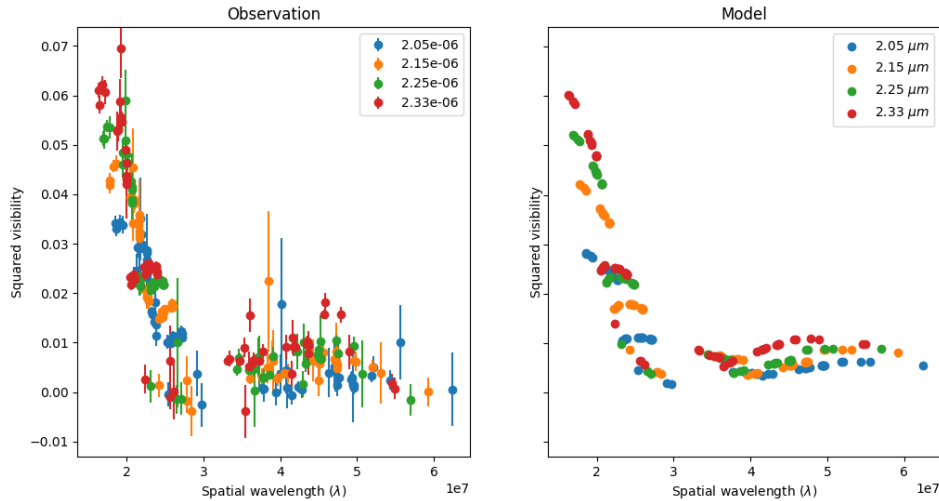 Observation
Model
0.07
0.06
0.05
0.04
0.03
0.02
0.01
0.00
−0.01
Squared visibility
2.05e-06
2.15e-06
2.25e-06
2.33e-06
2
3
4
5
6
1e7
Spatial wavelength (λ)
Squared visibility
2.05 μm
2.15 μm
2.25 μm
2.33 μm
2
3
4
5
6
1e7
Spatial wavelength (λ)